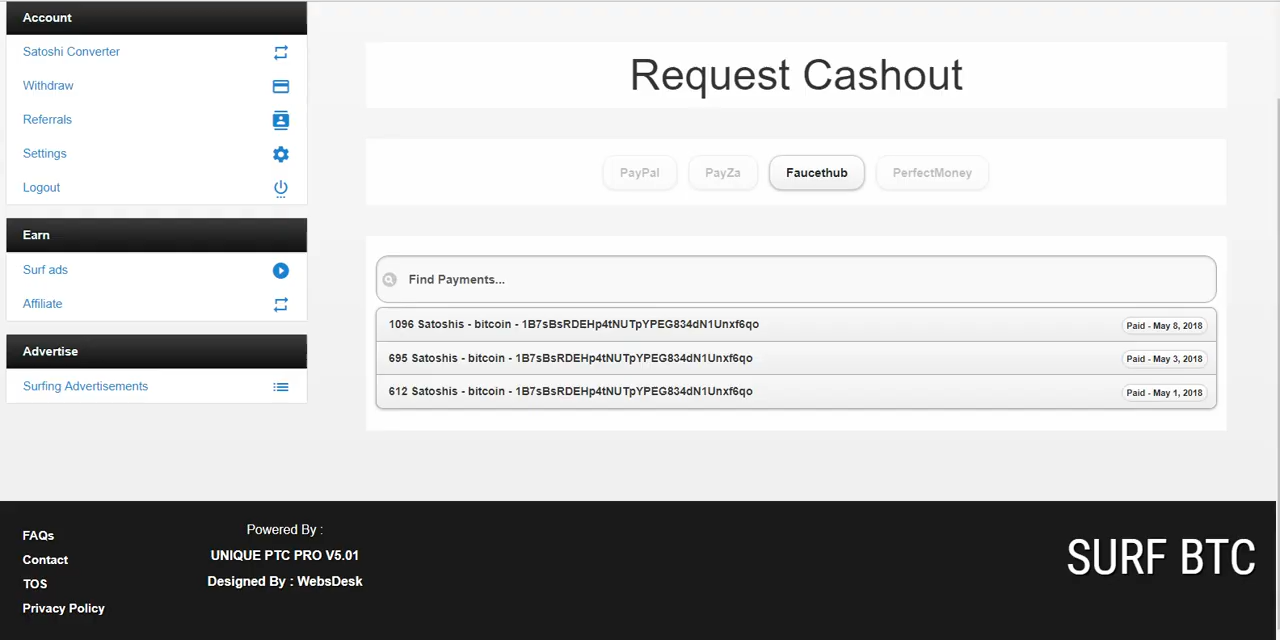 Account
Satoshi Converter
Withdraw
Referrals
Settings
Logout
Earn
Surf ads
Affiliate
Advertise
Surfing Advertisements
Request Cashout
PayPal PayZa Faucethub PerfectMoney
Find Payments...
1096 Satoshis - bitcoin - 1B7sBsRDEHp4tNUTpYPEG834dN1Unxf6qo Paid - May 8, 2018
695 Satoshis - bitcoin - 1B7sBsRDEHp4tNUTpYPEG834dN1Unxf6qo Paid - May 3, 2018
612 Satoshis - bitcoin - 1B7sBsRDEHp4tNUTpYPEG834dN1Unxf6qo Paid - May 1, 2018
FAQs
Contact
TOS
Privacy Policy
Powered By :
UNIQUE PTC PRO V5.01
Designed By : WebsDesk
SURF BTC